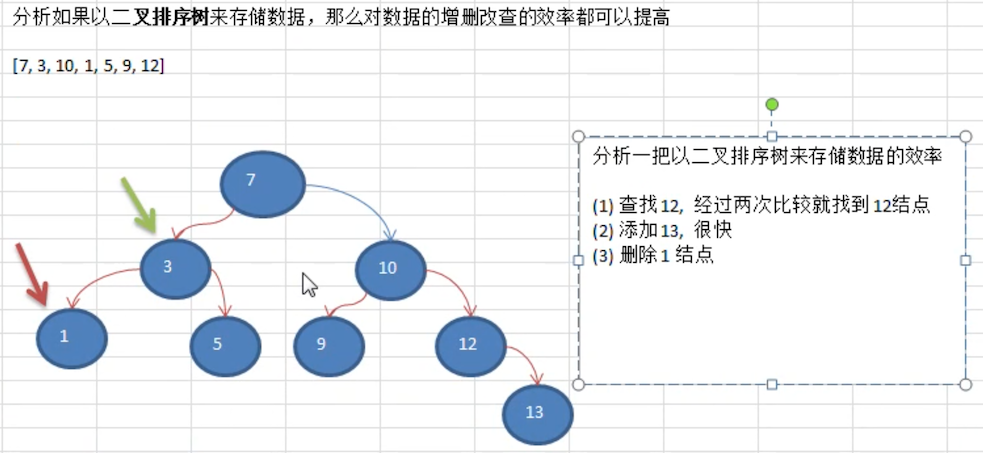 分析如果以二叉排序树来存储数据，那么对数据的增删改查的效率都可以提高
[7, 3, 10, 1, 5, 9, 12]
分析一把以二叉排序树来存储数据的效率
(1) 查找12, 经过两次比较就找到12结点
(2) 添加13, 很快
(3) 删除1 结点
7
3
10
1
5
9
12
13